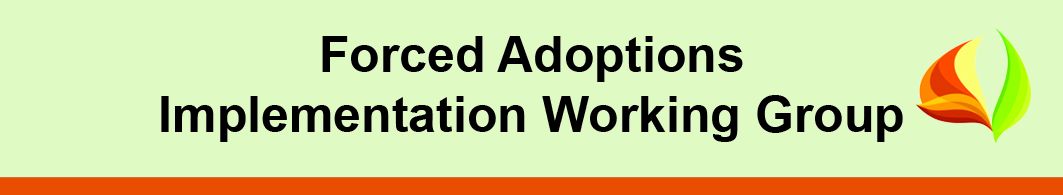 Forced Adoptions
Implementation Working Group